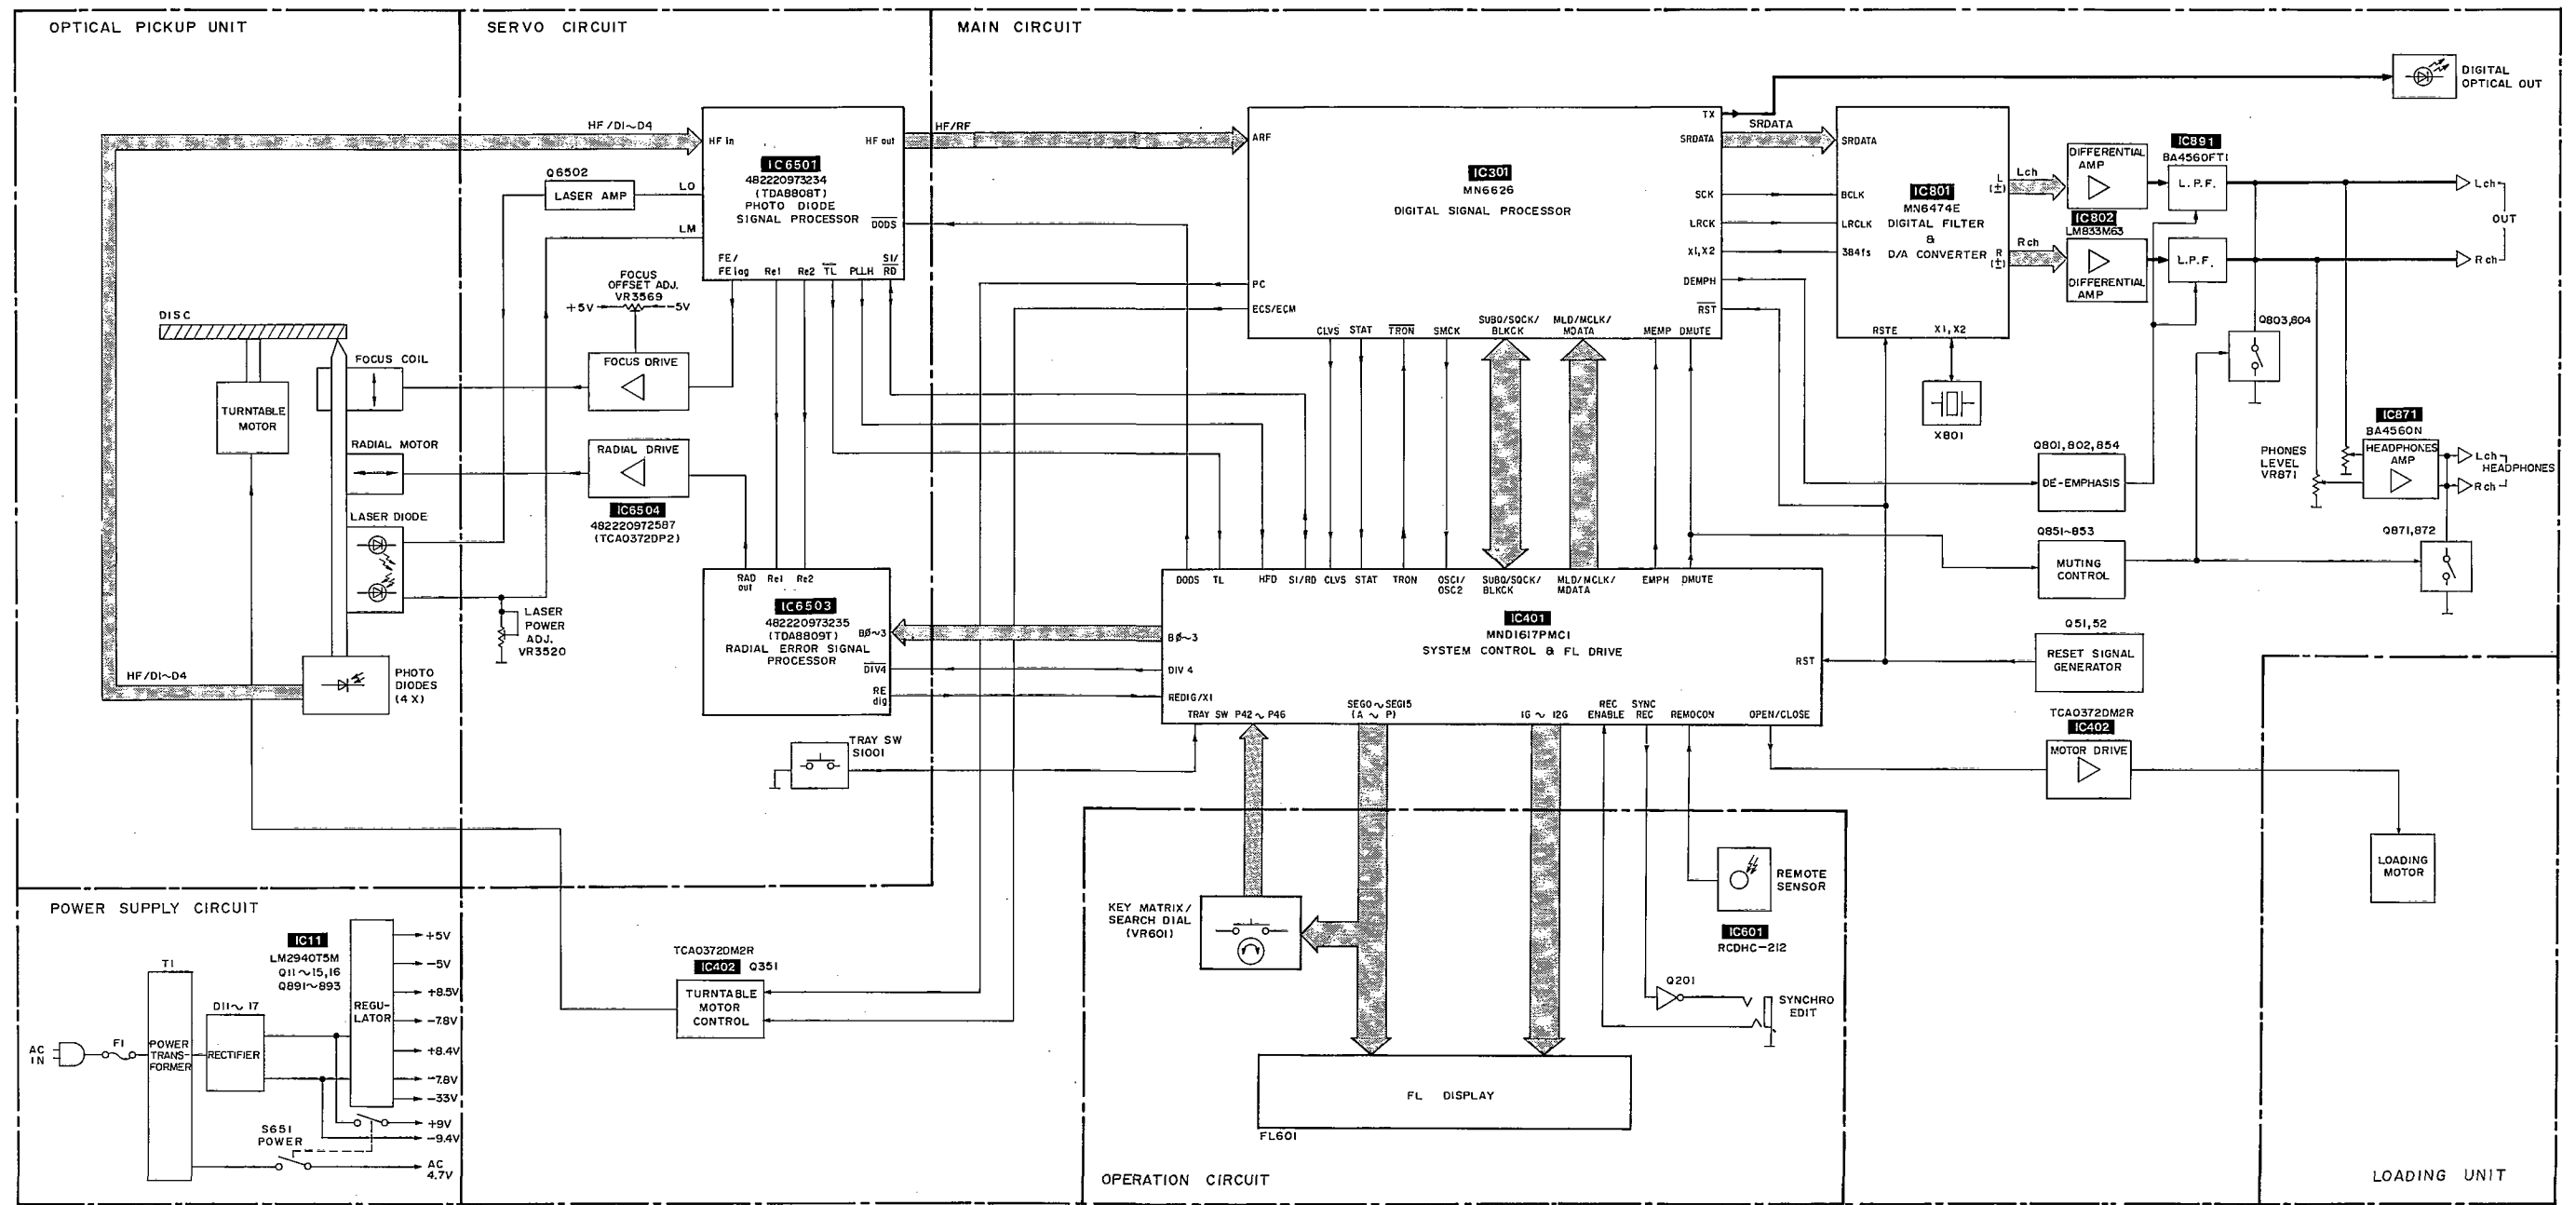 OPTICAL PICKUP UNIT
SERVO CIRCUIT
MAIN CIRCUIT
DIGITAL
OPTICAL OUT
HF/D1~D4
HF in
HF out
IC6501
482220973234
(TDA8808T)
PHOTO DIODE
SIGNAL PROCESSOR
LO
LM
DODS
FE/
FE lag
Re1
Re2
TL
PLLH
SI/
RD
Q6502
LASER AMP
FOCUS
OFFSET ADJ.
VR3569
+5V
-5V
FOCUS DRIVE
RADIAL DRIVE
IC6504
482220972587
(TCA0372DP2)
DISC
FOCUS COIL
TURNTABLE
MOTOR
RADIAL MOTOR
LASER DIODE
LASER
POWER
ADJ.
VR3520
HF/D1~D4
PHOTO
DIODES
(4X)
RAD
out
Re1
Re2
IC6503
482220973235
(TDA8809T)
RADIAL ERROR SIGNAL
PROCESSOR
BØ~3
DIV4
RE
dig
TRAY SW
S1001
HF/RF
ARF
IC301
MN6626
DIGITAL SIGNAL PROCESSOR
TX
SRDATA
SCK
LRCK
X1,X2
DEMPH
RST
PC
ECS/ECM
CLVS
STAT
TRON
SMCK
SUBQ/SQCK/
BLKCK
MLD/MCLK/
MDATA
MEMP
DMUTE
SRDATA
SRDATA
BCLK
LRCLK
384fs
IC801
MN6474E
DIGITAL FILTER
&
D/A CONVERTER
L
(±)
R
(±)
RSTE
X1,X2
X801
Lch
Rch
DIFFERENTIAL
AMP
IC802
LM833M63
DIFFERENTIAL
AMP
IC891
BA4560FT1
L.P.F.
L.P.F.
Lch
OUT
Rch
Q803,804
IC871
BA4560N
HEADPHONES
AMP
PHONES
LEVEL
VR871
Lch
HEADPHONES
Rch
Q801,802,854
DE-EMPHASIS
Q851~853
MUTING
CONTROL
Q871,872
Q51,52
RESET SIGNAL
GENERATOR
DODS
TL
HFD
SI/RD
CLVS
STAT
TRON
OSC1/
OSC2
SUBQ/SQCK/
BLKCK
MLD/MCLK/
MDATA
EMPH
DMUTE
IC401
MND1617PMC1
SYSTEM CONTROL & FL DRIVE
BØ~3
DIV 4
REDIG/X1
TRAY SW
P42~P46
SEG0~SEG15
(A ~ P)
1G ~ 12G
REC
ENABLE
SYNC
REC
REMOCON
OPEN/CLOSE
RST
TCA0372DM2R
IC402
MOTOR DRIVE
LOADING
MOTOR
LOADING UNIT
KEY MATRIX/
SEARCH DIAL
(VR601)
REMOTE
SENSOR
IC601
RCDHC-212
Q201
SYNCHRO
EDIT
FL DISPLAY
FL601
OPERATION CIRCUIT
TCA0372DM2R
IC402
Q351
TURNTABLE
MOTOR
CONTROL
POWER SUPPLY CIRCUIT
AC
IN
F1
T1
POWER
TRANS-
FORMER
D11~17
RECTIFIER
IC11
LM2940T5M
Q11~15,16
Q891~893
REGU-
LATOR
+5V
-5V
+8.5V
-7.8V
+8.4V
-7.8V
-33V
+9V
-9.4V
S651
POWER
AC
4.7V